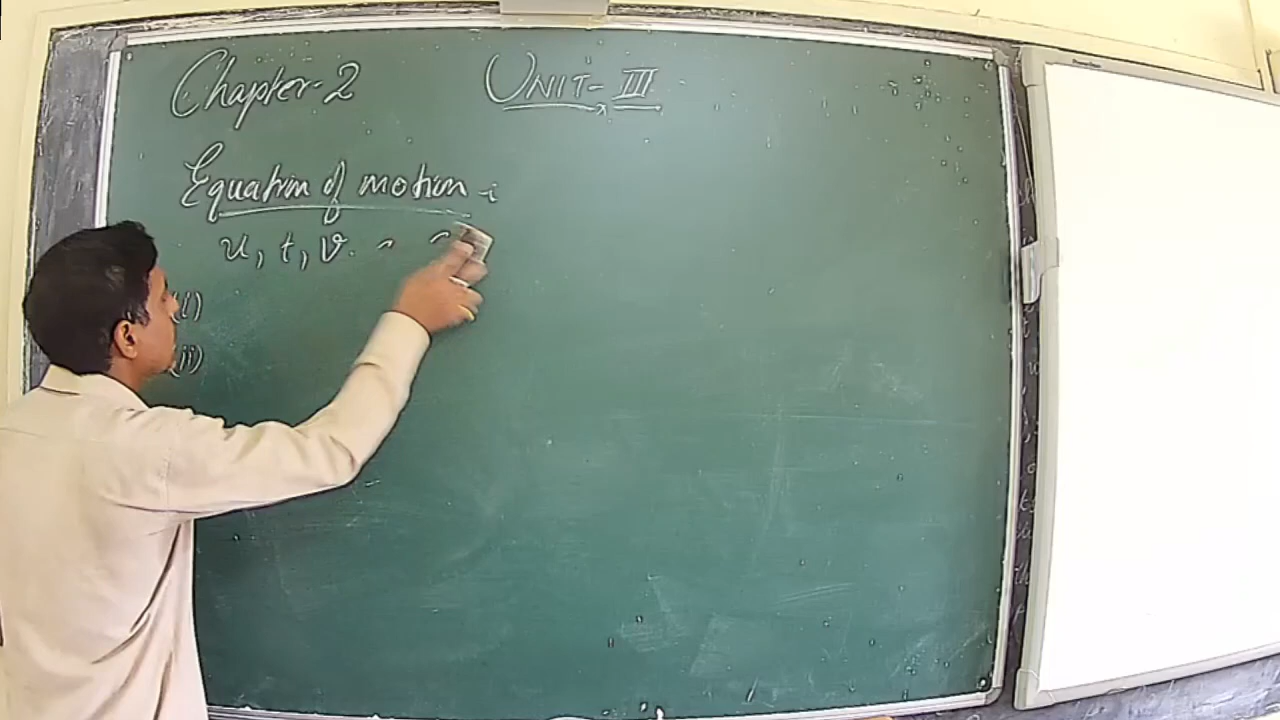 Chapter-2
UNIT-III
Equation of motion :-
u, t, v.
(i)
(ii)